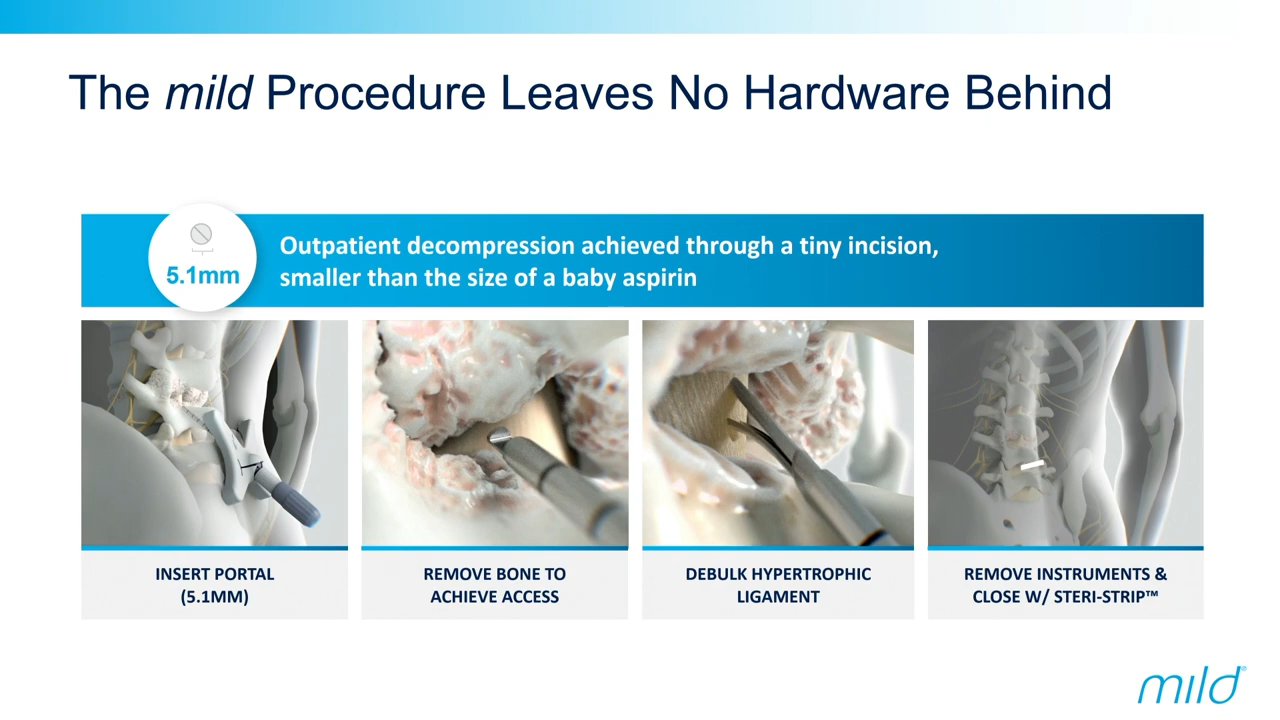 The mild Procedure Leaves No Hardware Behind
5.1mm
Outpatient decompression achieved through a tiny incision,
smaller than the size of a baby aspirin
INSERT PORTAL
(5.1MM)
REMOVE BONE TO
ACHIEVE ACCESS
DEBULK HYPERTROPHIC
LIGAMENT
REMOVE INSTRUMENTS &
CLOSE W/ STERI-STRIP™
mild®